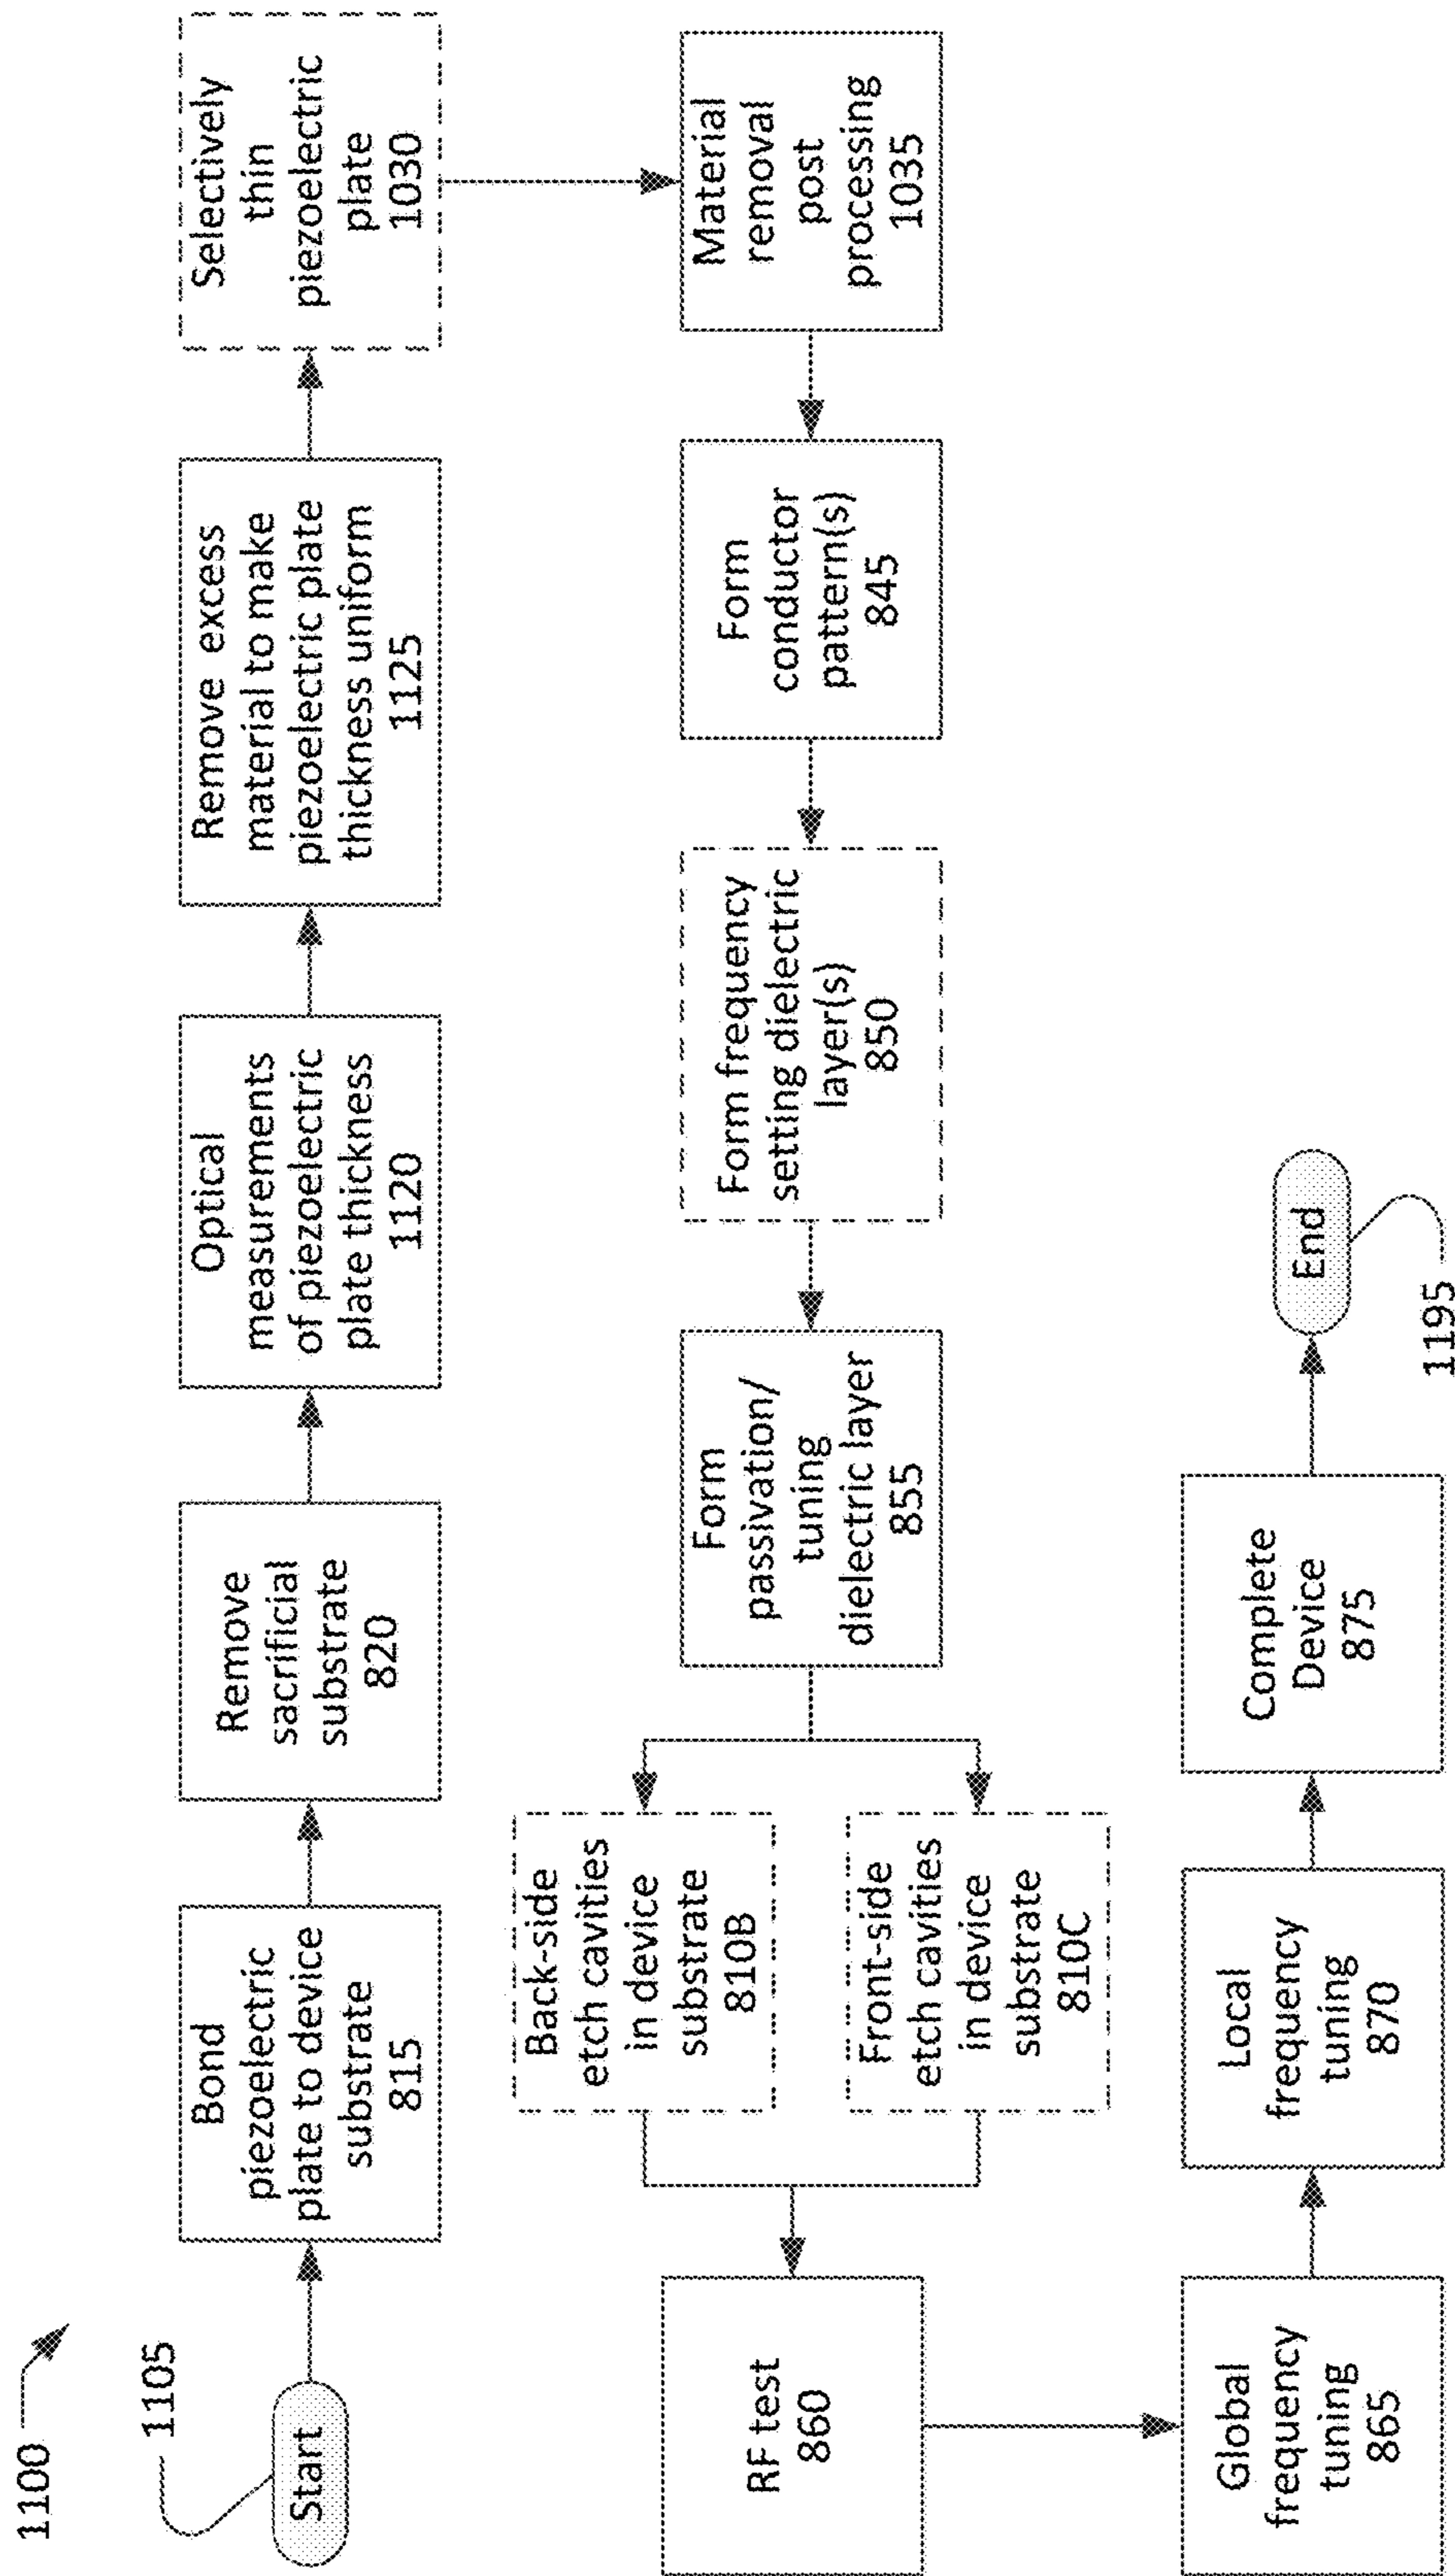 1100
1105
Start
Bond
piezoelectric
plate to device
substrate
815
Remove
sacrificial
substrate
820
Optical
measurements
of piezoelectric
plate thickness
1120
Remove excess
material to make
piezoelectric plate
thickness uniform
1125
Selectively
thin
piezoelectric
plate
1030
Material
removal
post
processing
1035
Form
conductor
pattern(s)
845
Form frequency
setting dielectric
layer(s)
850
Form
passivation/
tuning
dielectric layer
855
Back-side
etch cavities
in device
substrate
810B
Front-side
etch cavities
in device
substrate
810C
RF test
860
Global
frequency
tuning
865
Local
frequency
tuning
870
Complete
Device
875
End
1195